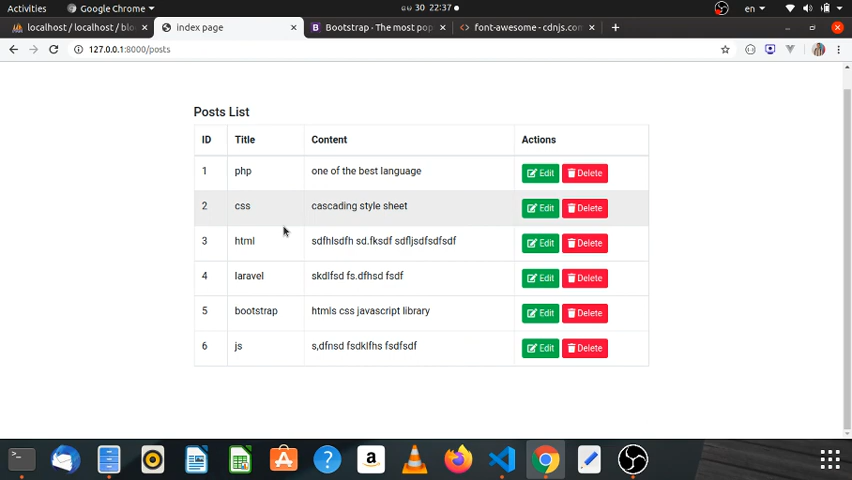 Activities Google Chrome 30 22:37 en
localhost / localhost / blo index page Bootstrap · The most pop font-awesome - cdnjs.com
127.0.0.1:8000/posts
Posts List
ID Title Content Actions
1 php one of the best language Edit Delete
2 css cascading style sheet Edit Delete
3 html sdfhlsdfh sd.fksdf sdfljsdfsdfsdf Edit Delete
4 laravel skdlfsd fs.dfhsd fsdf Edit Delete
5 bootstrap htmls css javascript library Edit Delete
6 js s,dfnsd fsdklfhs fsdfsdf Edit Delete